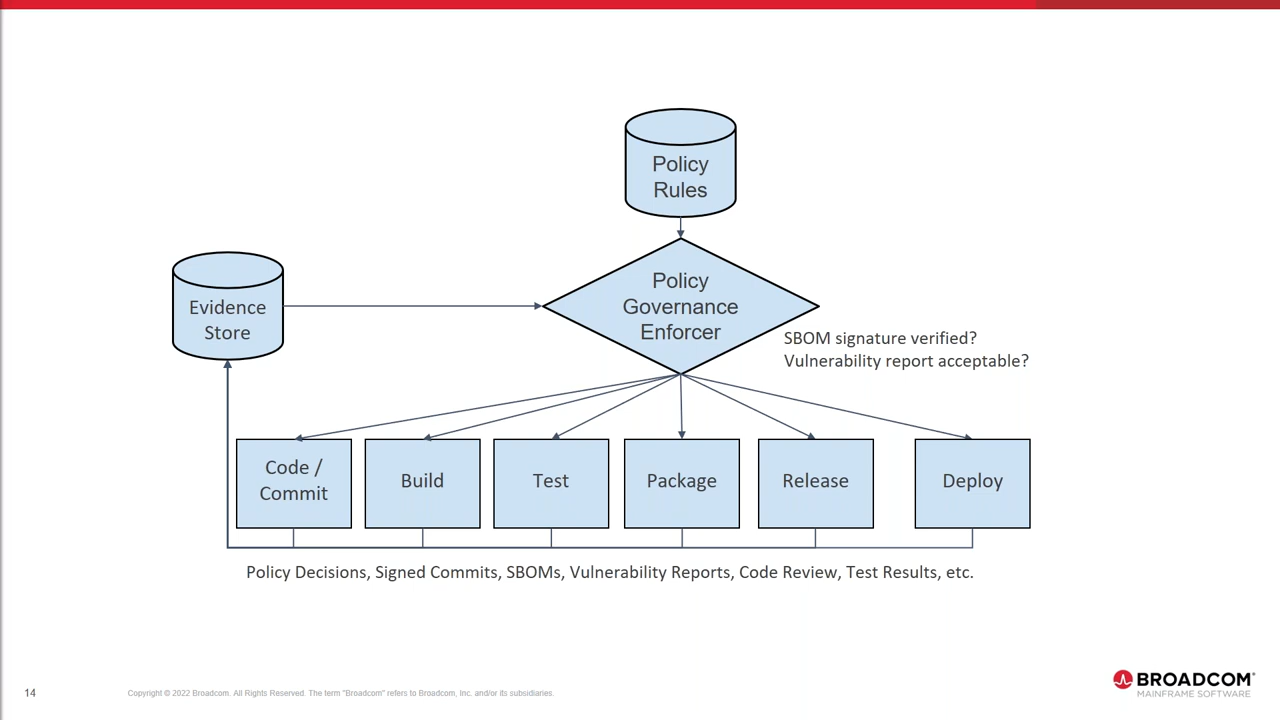 Policy
Rules
Policy
Governance
Enforcer
Evidence
Store
SBOM signature verified?
Vulnerability report acceptable?
Code /
Commit
Build
Test
Package
Release
Deploy
Policy Decisions, Signed Commits, SBOMs, Vulnerability Reports, Code Review, Test Results, etc.
14
Copyright © 2022 Broadcom. All Rights Reserved. The term "Broadcom" refers to Broadcom, Inc. and/or its subsidiaries.
BROADCOM®
MAINFRAME SOFTWARE